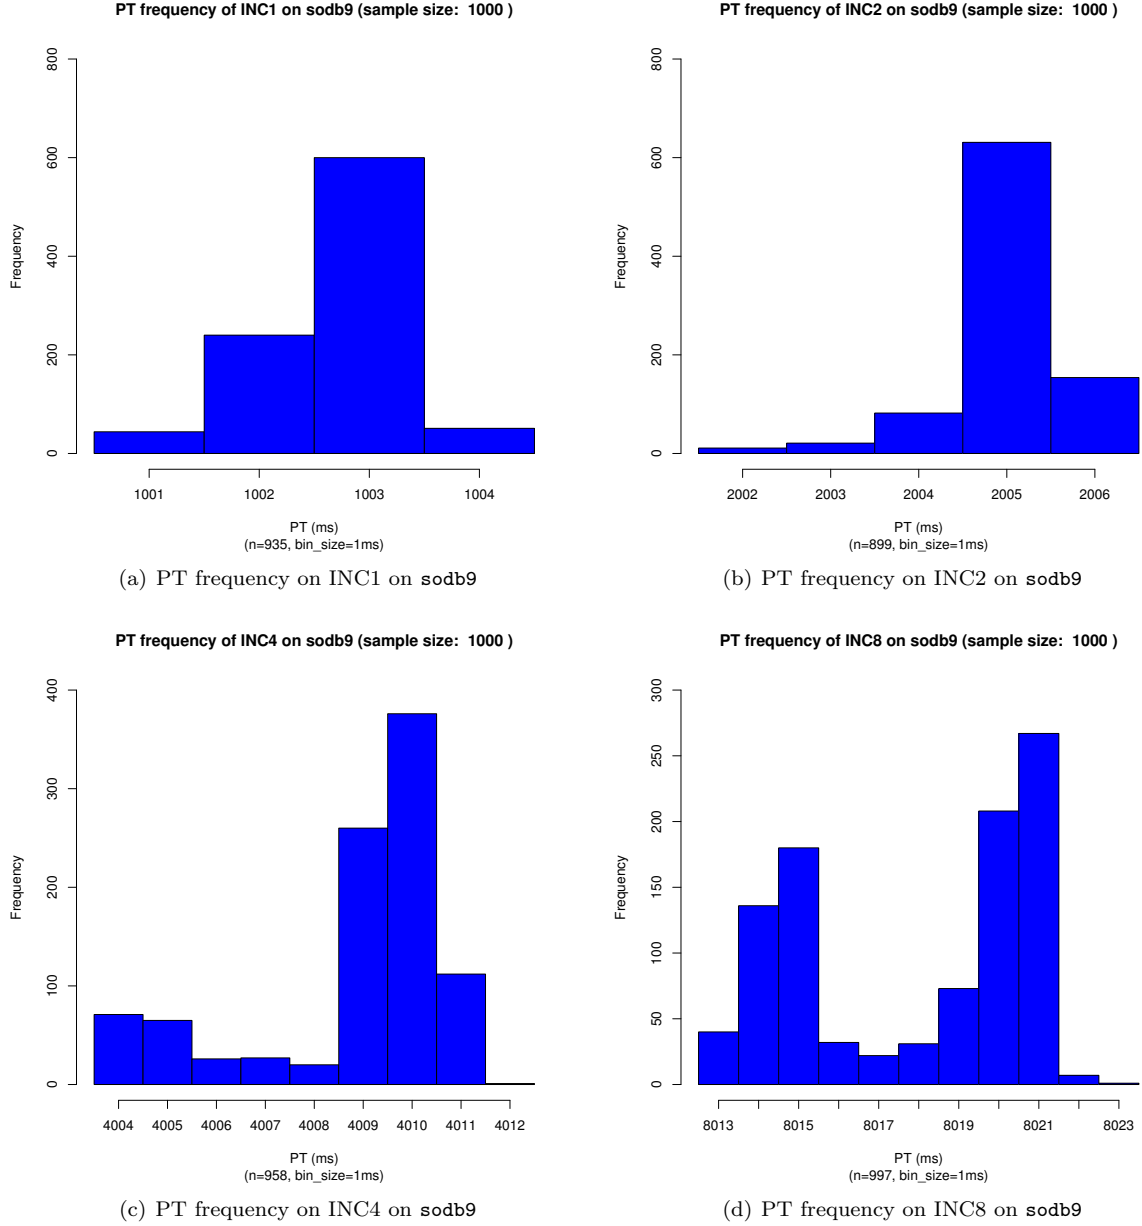 PT frequency of INC1 on sodb9 (sample size:  1000 )
Frequency
800
600
400
200
0
1001 1002 1003 1004
PT (ms)
(n=935, bin_size=1ms)
(a) PT frequency on INC1 on sodb9
PT frequency of INC2 on sodb9 (sample size:  1000 )
Frequency
800
600
400
200
0
2002 2003 2004 2005 2006
PT (ms)
(n=899, bin_size=1ms)
(b) PT frequency on INC2 on sodb9
PT frequency of INC4 on sodb9 (sample size:  1000 )
Frequency
400
300
200
100
0
4004 4005 4006 4007 4008 4009 4010 4011 4012
PT (ms)
(n=958, bin_size=1ms)
(c) PT frequency on INC4 on sodb9
PT frequency of INC8 on sodb9 (sample size:  1000 )
Frequency
300
250
200
150
100
50
0
8013 8015 8017 8019 8021 8023
PT (ms)
(n=997, bin_size=1ms)
(d) PT frequency on INC8 on sodb9